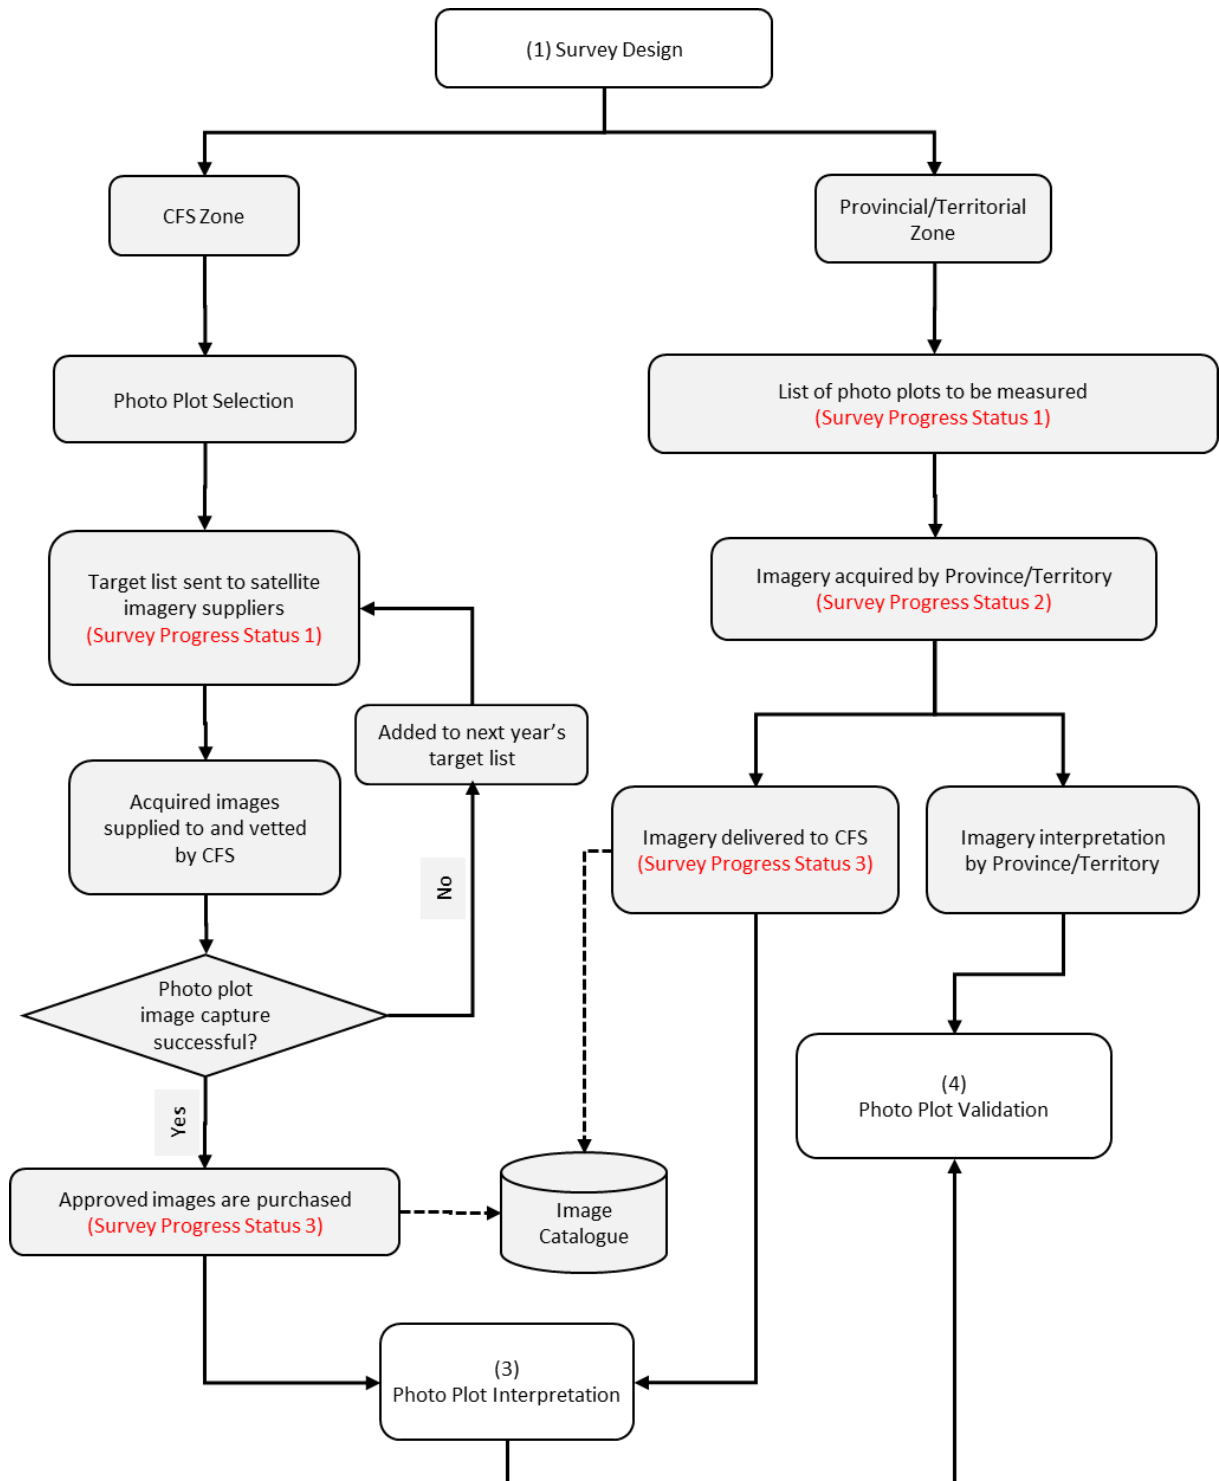 (1) Survey Design
CFS Zone
Provincial/Territorial
Zone
Photo Plot Selection
List of photo plots to be measured
(Survey Progress Status 1)
Target list sent to satellite
imagery suppliers
(Survey Progress Status 1)
Imagery acquired by Province/Territory
(Survey Progress Status 2)
Added to next year’s
target list
Acquired images
supplied to and vetted
by CFS
Imagery delivered to CFS
(Survey Progress Status 3)
Imagery interpretation
by Province/Territory
No
Photo plot
image capture
successful?
Yes
(4)
Photo Plot Validation
Approved images are purchased
(Survey Progress Status 3)
Image
Catalogue
(3)
Photo Plot Interpretation